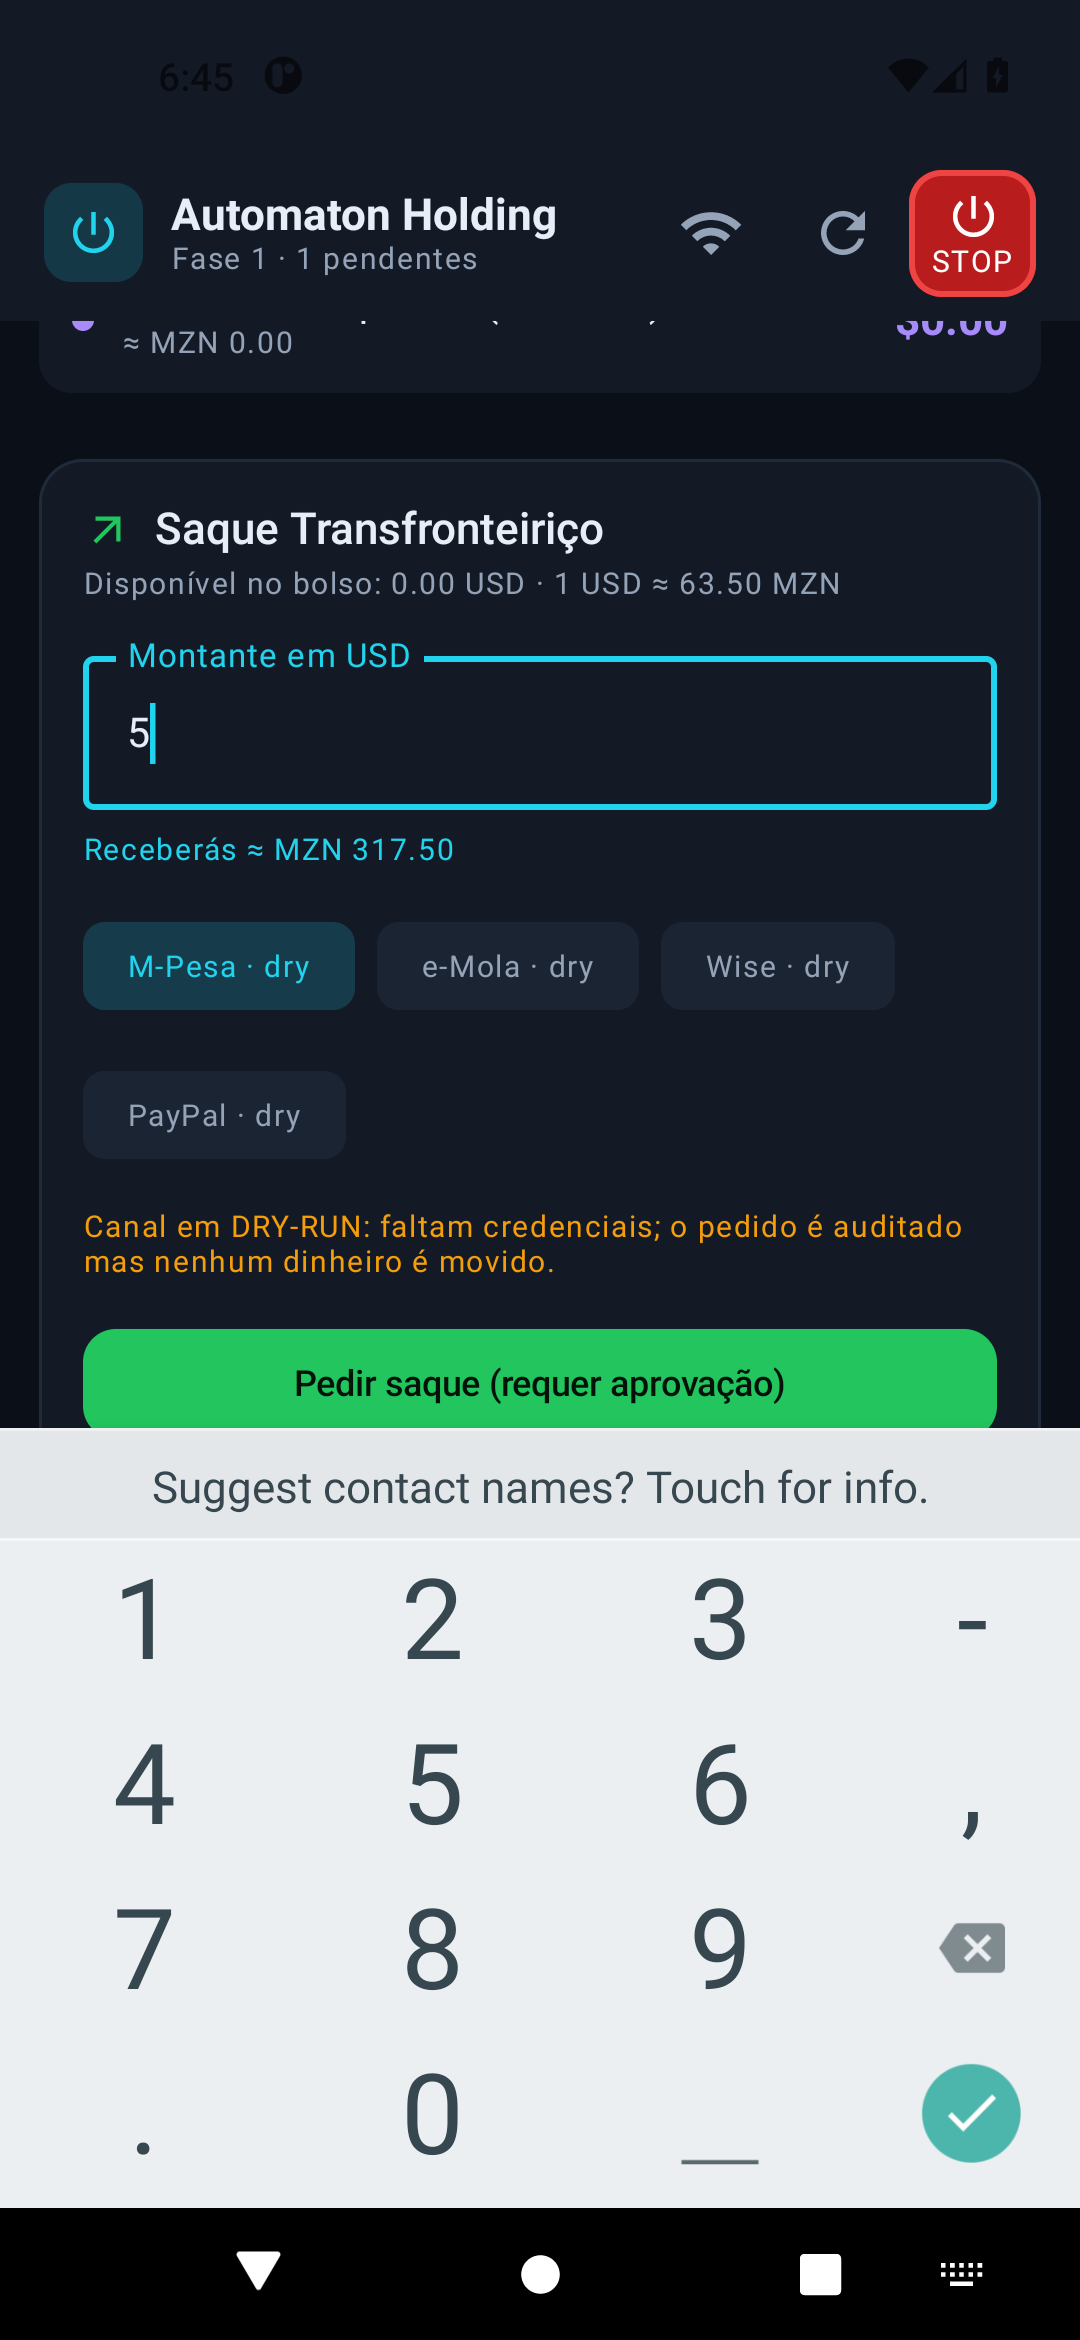 6:45
Automaton Holding
Fase 1 · 1 pendentes
STOP
$0.00
≈ MZN 0.00
Saque Transfronteiriço
Disponível no bolso: 0.00 USD · 1 USD ≈ 63.50 MZN
Montante em USD
5
Receberás ≈ MZN 317.50
M-Pesa · dry
e-Mola · dry
Wise · dry
PayPal · dry
Canal em DRY-RUN: faltam credenciais; o pedido é auditado
mas nenhum dinheiro é movido.
Pedir saque (requer aprovação)
Suggest contact names? Touch for info.
1 2 3 -
4 5 6 ,
7 8 9
. 0